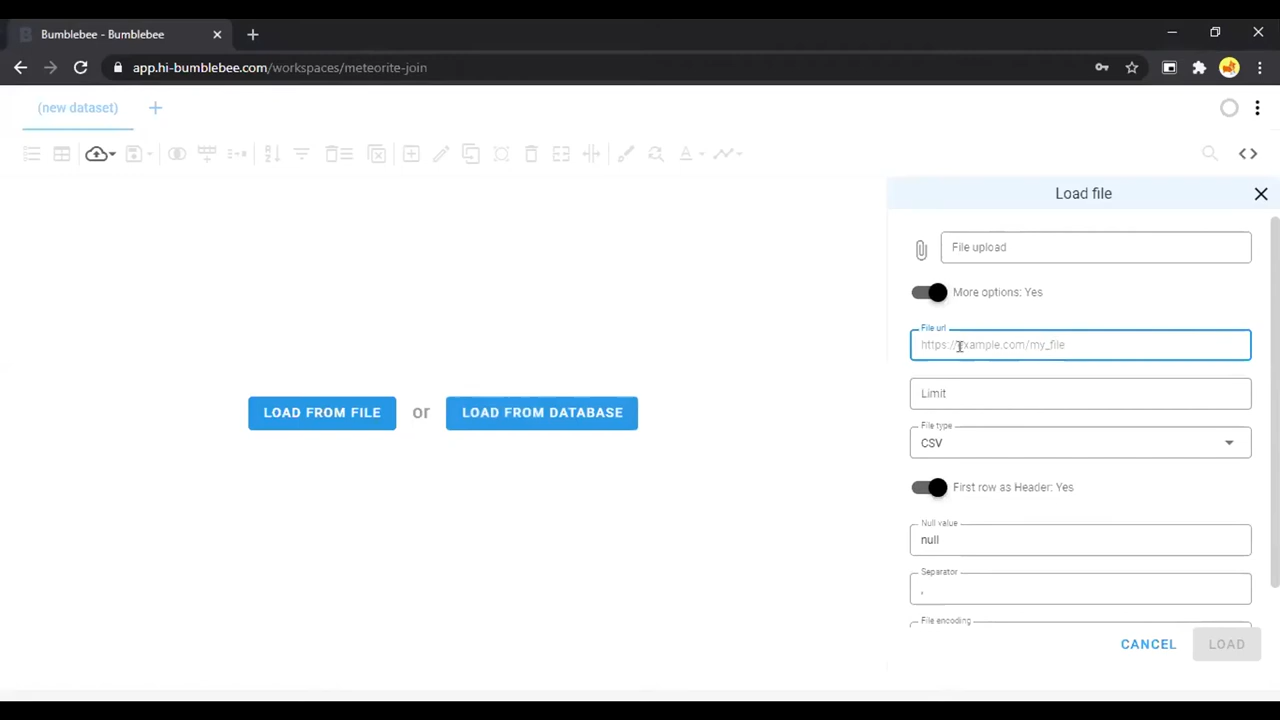 Bumblebee - Bumblebee
app.hi-bumblebee.com/workspaces/meteorite-join
(new dataset)
Load file
File upload
More options: Yes
File url
https://example.com/my_file
Limit
LOAD FROM FILE or LOAD FROM DATABASE
File type
CSV
First row as Header: Yes
Null value
null
Separator
,
File encoding
CANCEL LOAD